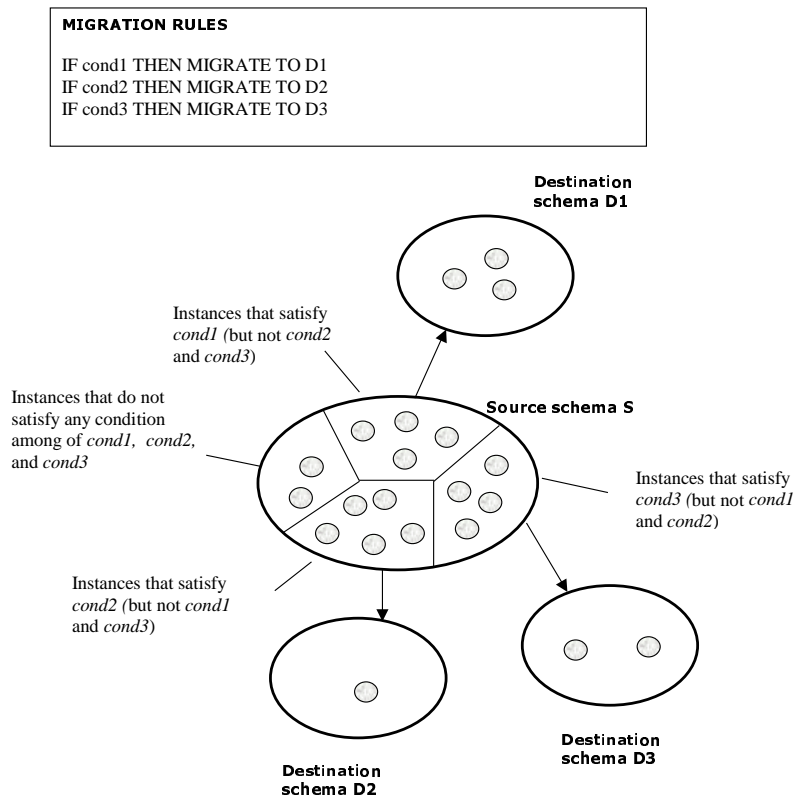 MIGRATION RULES
IF cond1 THEN MIGRATE TO D1
IF cond2 THEN MIGRATE TO D2
IF cond3 THEN MIGRATE TO D3
Destination
schema D1
Instances that satisfy
cond1 (but not cond2
and cond3)
Instances that do not
satisfy any condition
among of cond1, cond2,
and cond3
Source schema S
Instances that satisfy
cond3 (but not cond1
and cond2)
Instances that satisfy
cond2 (but not cond1
and cond3)
Destination
schema D3
Destination
schema D2